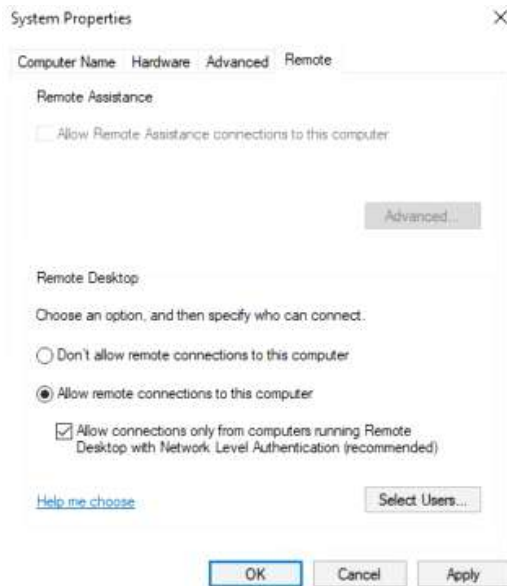 System Properties
Computer Name Hardware Advanced Remote
Remote Assistance
Allow Remote Assistance connections to this computer
Advanced...
Remote Desktop
Choose an option, and then specify who can connect.
Don't allow remote connections to this computer
Allow remote connections to this computer
Allow connections only from computers running Remote
Desktop with Network Level Authentication (recommended)
Help me choose Select Users...
OK Cancel Apply